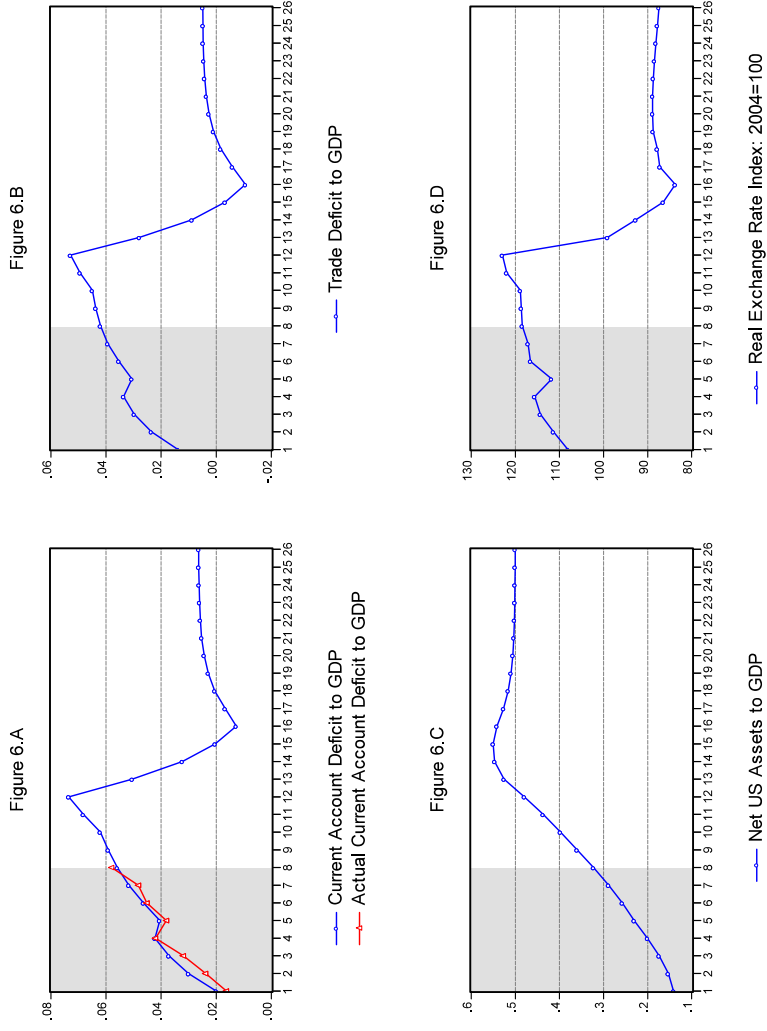 Figure 6.A
.08
.06
.04
.02
.00
1 2 3 4 5 6 7 8 9 10 11 12 13 14 15 16 17 18 19 20 21 22 23 24 25 26
Current Account Deficit to GDP
Actual Current Account Deficit to GDP
Figure 6.B
.06
.04
.02
.00
-.02
1 2 3 4 5 6 7 8 9 10 11 12 13 14 15 16 17 18 19 20 21 22 23 24 25 26
Trade Deficit to GDP
Figure 6.C
.6
.5
.4
.3
.2
.1
1 2 3 4 5 6 7 8 9 10 11 12 13 14 15 16 17 18 19 20 21 22 23 24 25 26
Net US Assets to GDP
Figure 6.D
130
120
110
100
90
80
1 2 3 4 5 6 7 8 9 10 11 12 13 14 15 16 17 18 19 20 21 22 23 24 25 26
Real Exchange Rate Index: 2004=100